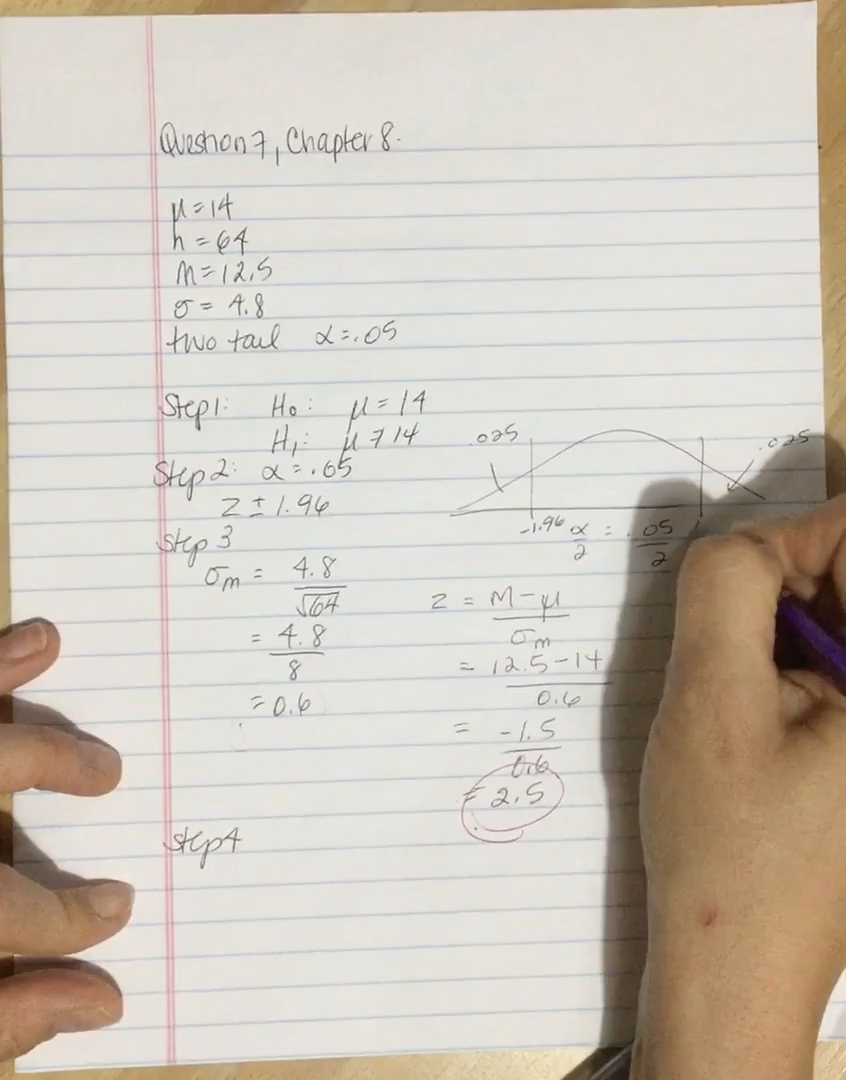 Question 7, Chapter 8.
μ = 14
n = 64
M = 12.5
σ = 4.8
two tail α = .05
Step 1: H₀: μ = 14
H₁: μ ≠ 14
Step 2: α = .05
z ± 1.96
.025
.025
-1.96
α/2 = .05/2
Step 3
σₘ = 4.8/√64
= 4.8/8
= 0.6
z = M - μ/σₘ
= 12.5 - 14/0.6
= -1.5/0.6
= 2.5
Step 4